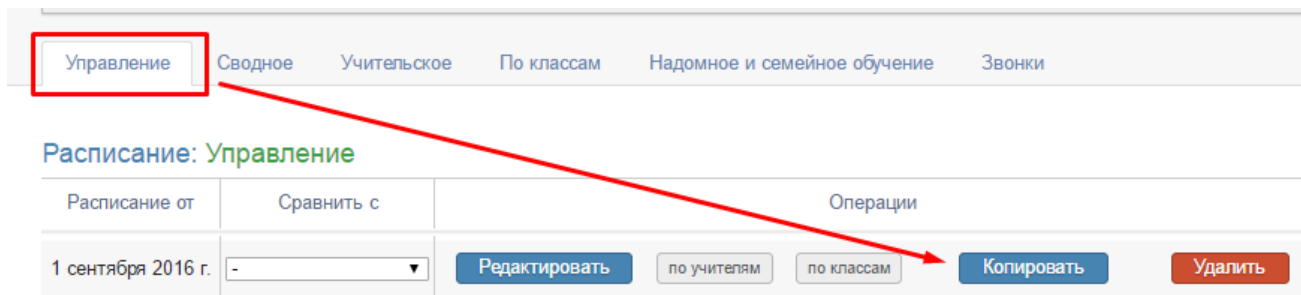 Управление Сводное Учительское По классам Надомное и семейное обучение Звонки
Расписание: Управление
Расписание от Сравнить с Операции
1 сентября 2016 г. - Редактировать по учителям по классам Копировать Удалить